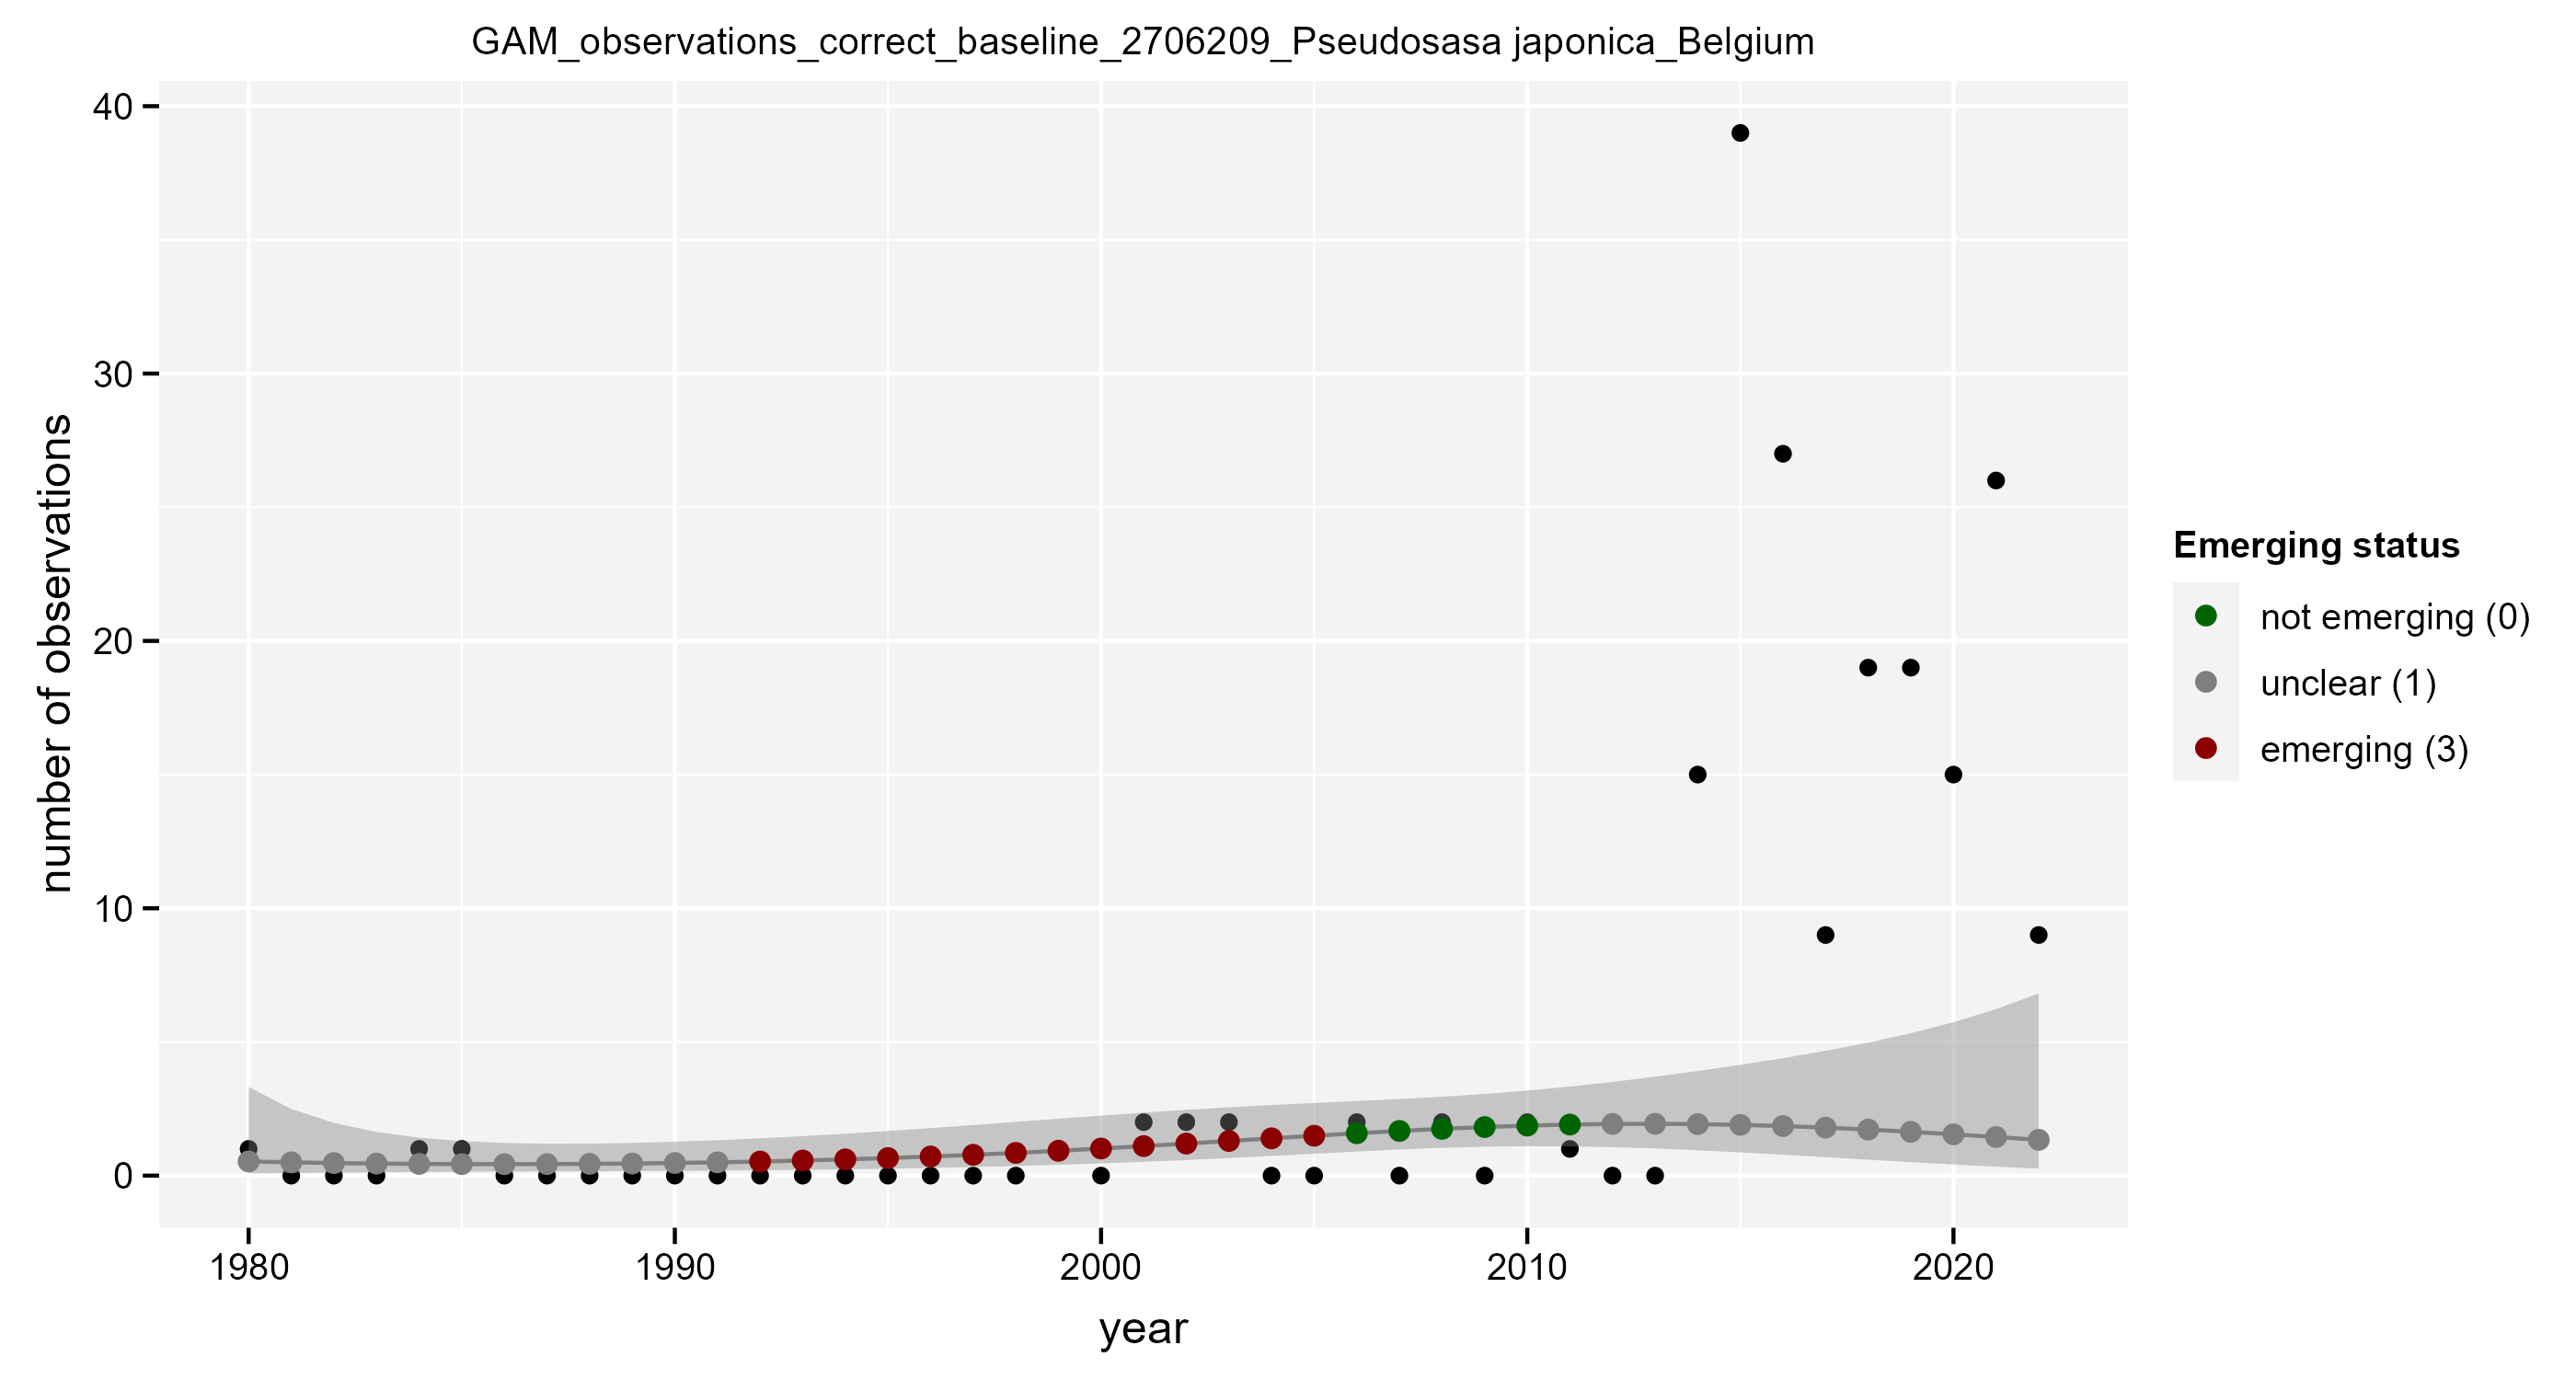 GAM_observations_correct_baseline_2706209_Pseudosasa japonica_Belgium
40
30
20
10
0
number of observations
1980
1990
2000
2010
2020
year
Emerging status
not emerging (0)
unclear (1)
emerging (3)